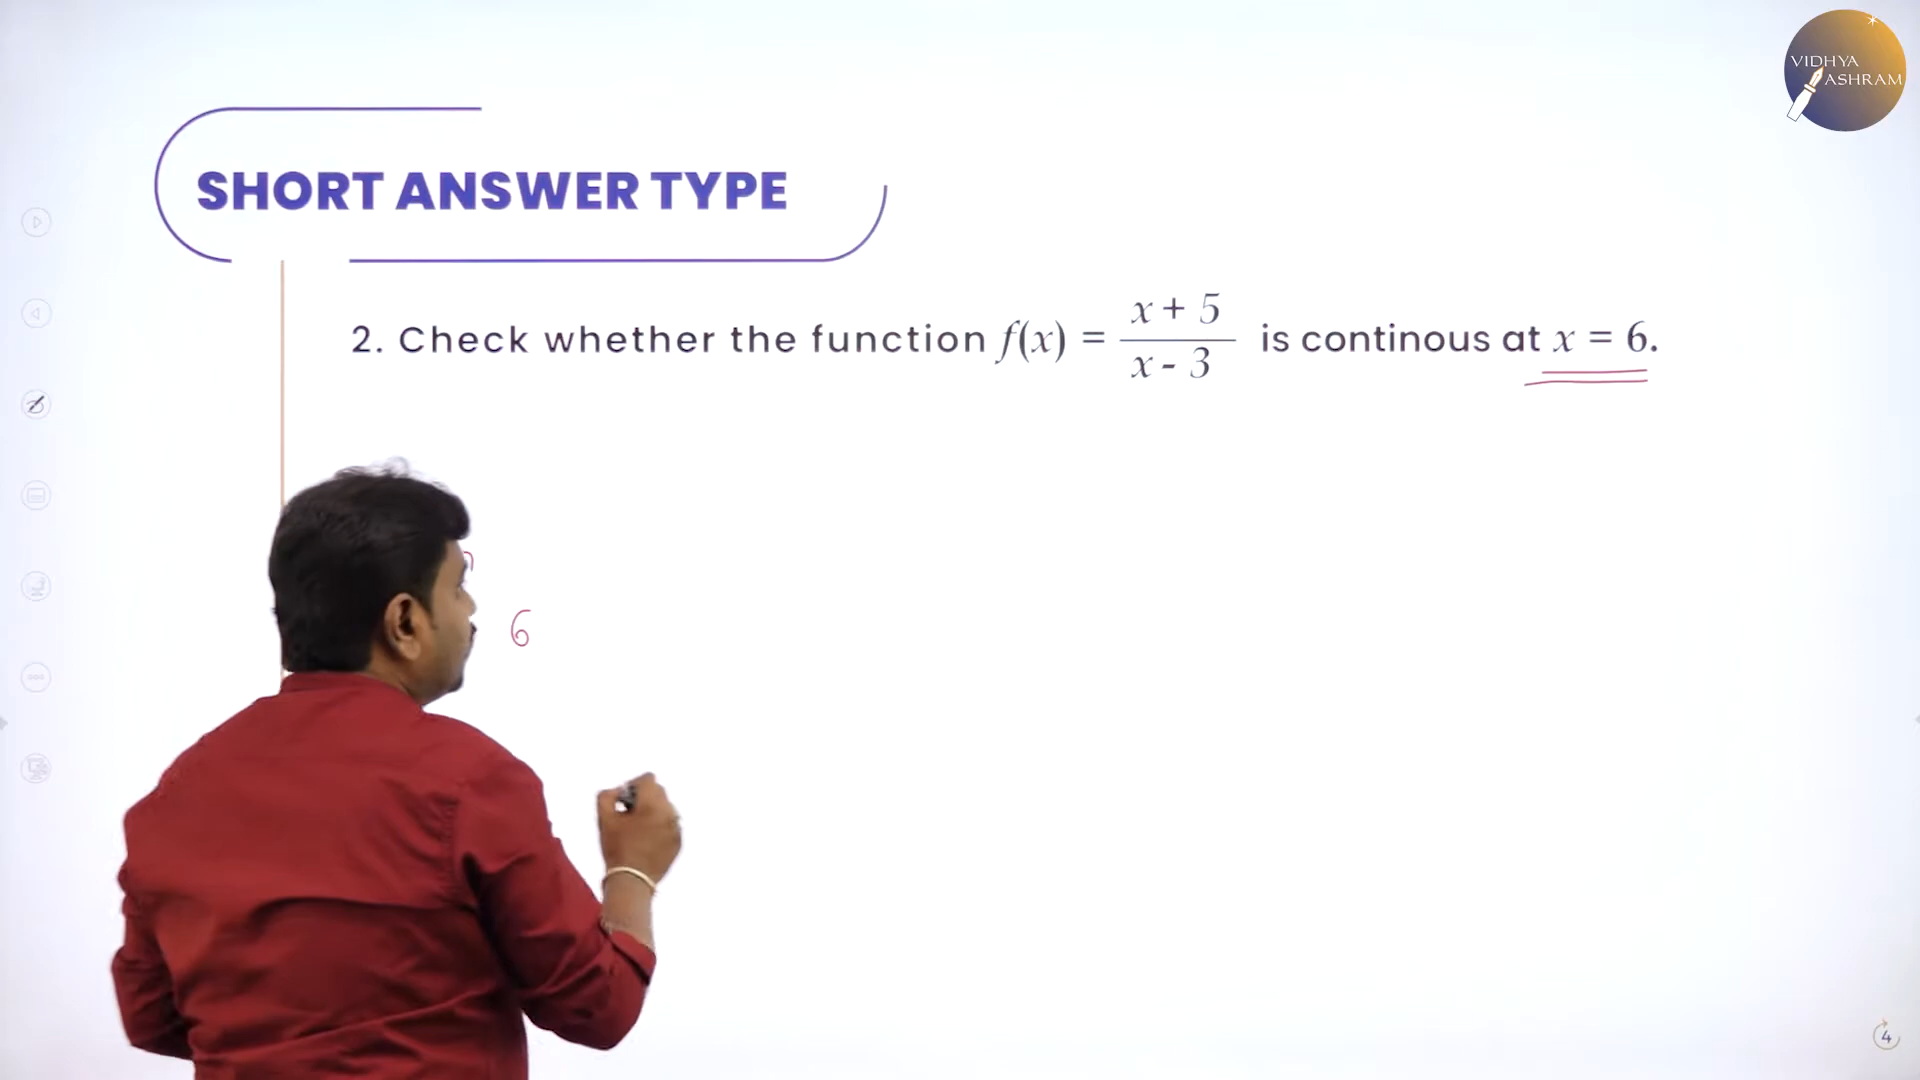 VIDHYA
ASHRAM
SHORT ANSWER TYPE
2. Check whether the function f(x) = x + 5 / x - 3 is continous at x = 6.
6
4